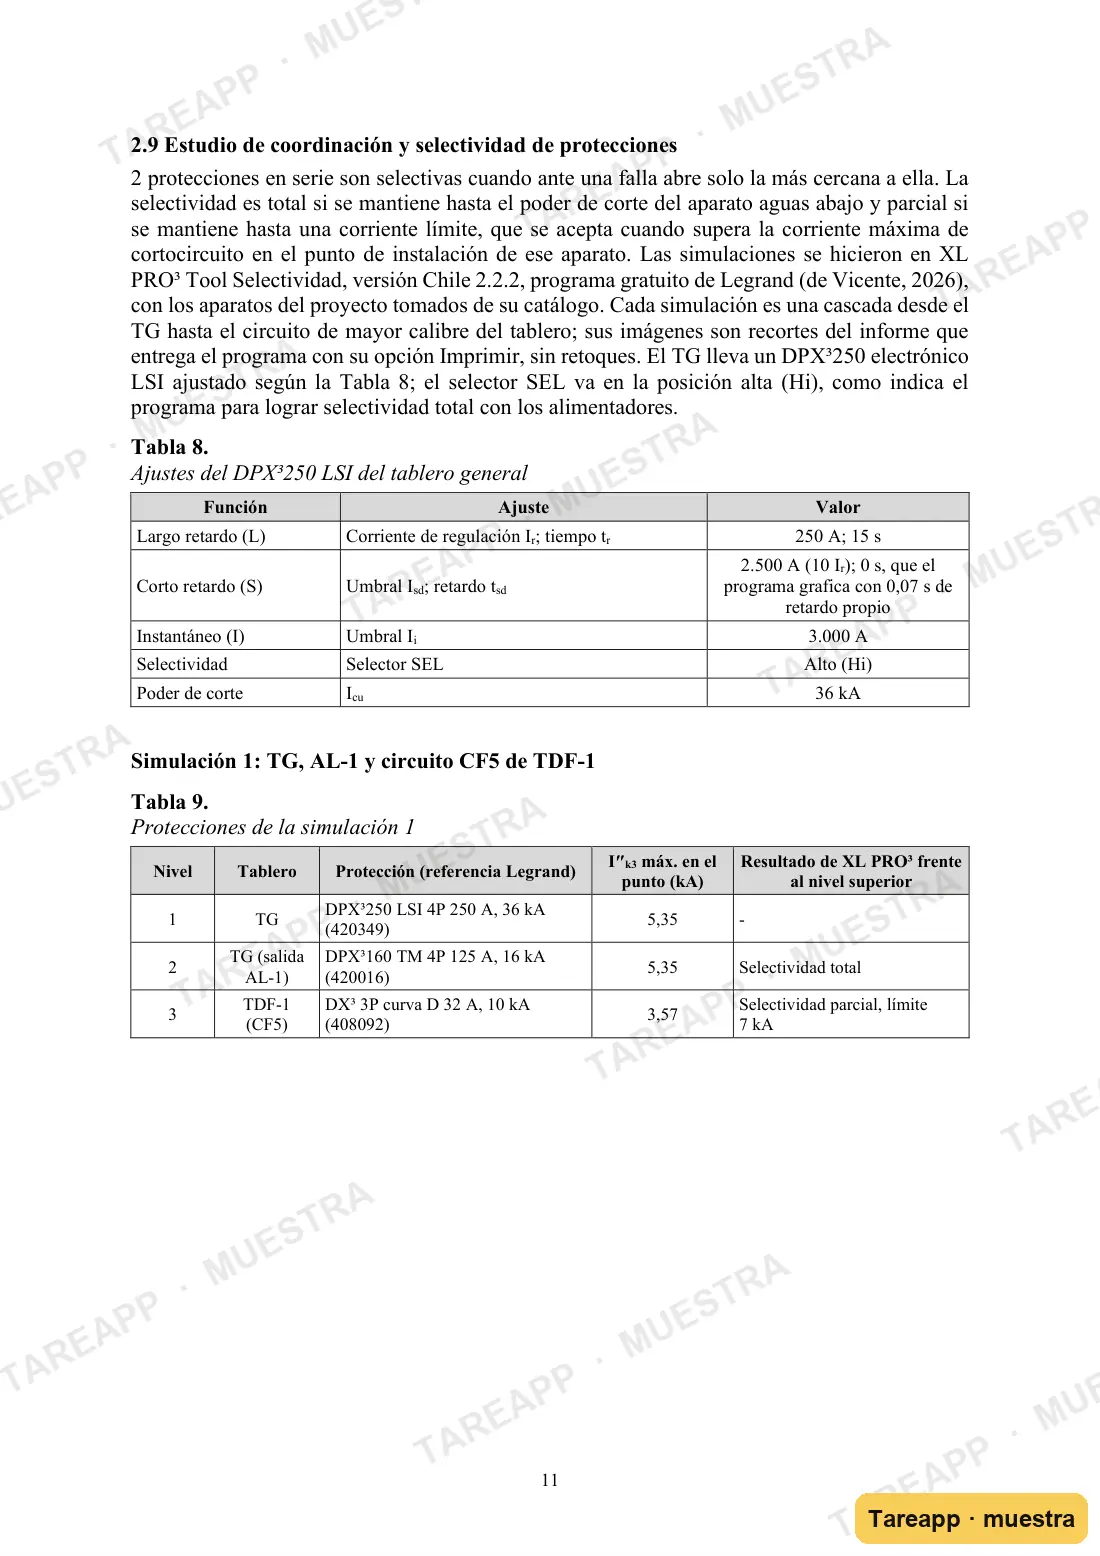 2.9 Estudio de coordinación y selectividad de protecciones
2 protecciones en serie son selectivas cuando ante una falla abre solo la más cercana a ella. La
selectividad es total si se mantiene hasta el poder de corte del aparato aguas abajo y parcial si
se mantiene hasta una corriente límite, que se acepta cuando supera la corriente máxima de
cortocircuito en el punto de instalación de ese aparato. Las simulaciones se hicieron en XL
PRO³ Tool Selectividad, versión Chile 2.2.2, programa gratuito de Legrand (de Vicente, 2026),
con los aparatos del proyecto tomados de su catálogo. Cada simulación es una cascada desde el
TG hasta el circuito de mayor calibre del tablero; sus imágenes son recortes del informe que
entrega el programa con su opción Imprimir, sin retoques. El TG lleva un DPX³250 electrónico
LSI ajustado según la Tabla 8; el selector SEL va en la posición alta (Hi), como indica el
programa para lograr selectividad total con los alimentadores.
Tabla 8.
Ajustes del DPX³250 LSI del tablero general
Función Ajuste Valor
Largo retardo (L) Corriente de regulación Ir; tiempo tr 250 A; 15 s
Corto retardo (S) Umbral Isd; retardo tsd 2.500 A (10 Ir); 0 s, que el
programa grafica con 0,07 s de
retardo propio
Instantáneo (I) Umbral Ii 3.000 A
Selectividad Selector SEL Alto (Hi)
Poder de corte Icu 36 kA
Simulación 1: TG, AL-1 y circuito CF5 de TDF-1
Tabla 9.
Protecciones de la simulación 1
Nivel Tablero Protección (referencia Legrand) I″k3 máx. en el
punto (kA) Resultado de XL PRO³ frente
al nivel superior
1 TG DPX³250 LSI 4P 250 A, 36 kA
(420349) 5,35 -
2 TG (salida
AL-1) DPX³160 TM 4P 125 A, 16 kA
(420016) 5,35 Selectividad total
3 TDF-1
(CF5) DX³ 3P curva D 32 A, 10 kA
(408092) 3,57 Selectividad parcial, límite
7 kA
11
TAREAPP · MUESTRA
Tareapp · muestra